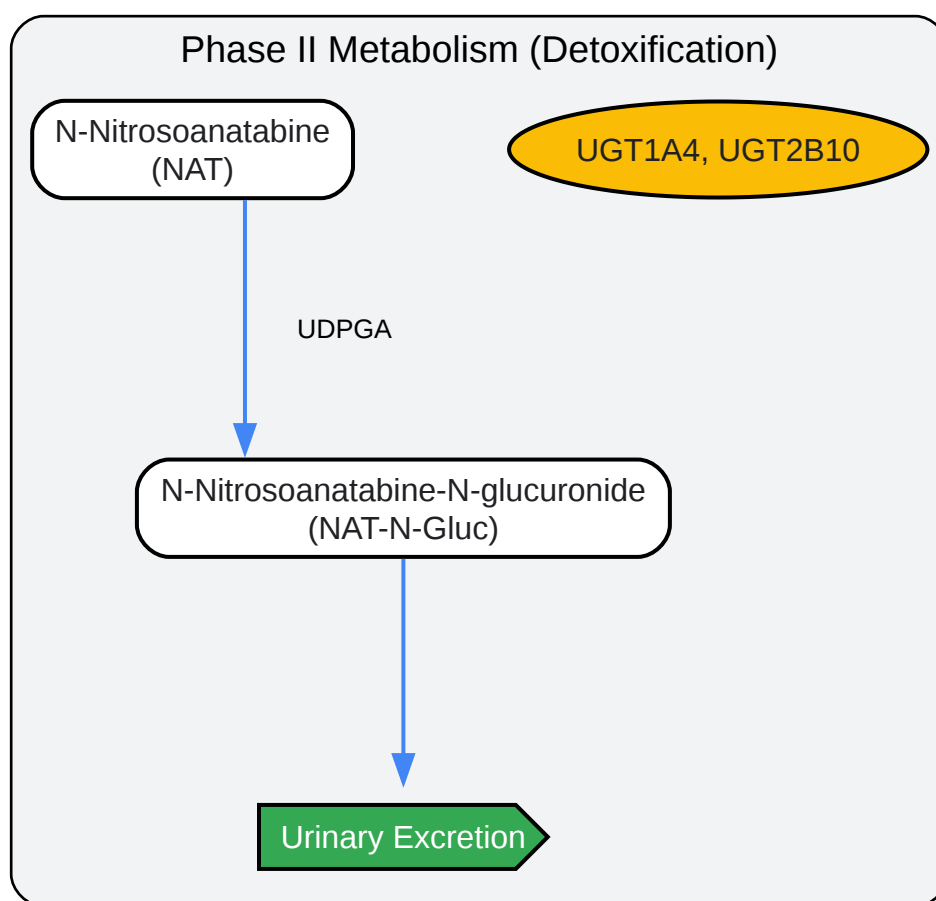 Phase II Metabolism (Detoxification)
N-Nitrosoanatabine
(NAT)
UGT1A4, UGT2B10
UDPGA
N-Nitrosoanatabine-N-glucuronide
(NAT-N-Gluc)
Urinary Excretion